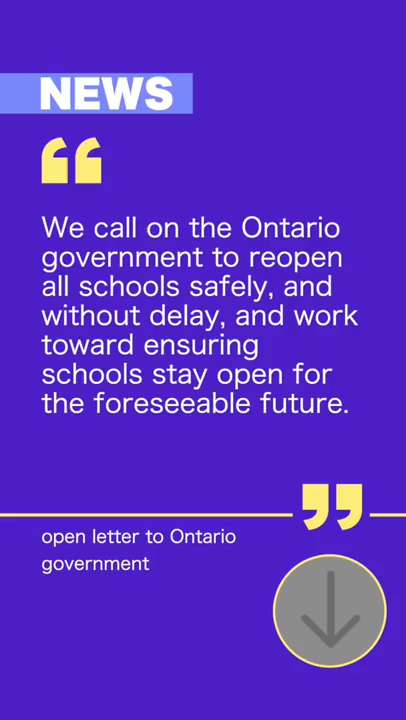 NEWS
“
We call on the Ontario
government to reopen
all schools safely, and
without delay, and work
toward ensuring
schools stay open for
the foreseeable future.
”
open letter to Ontario
government